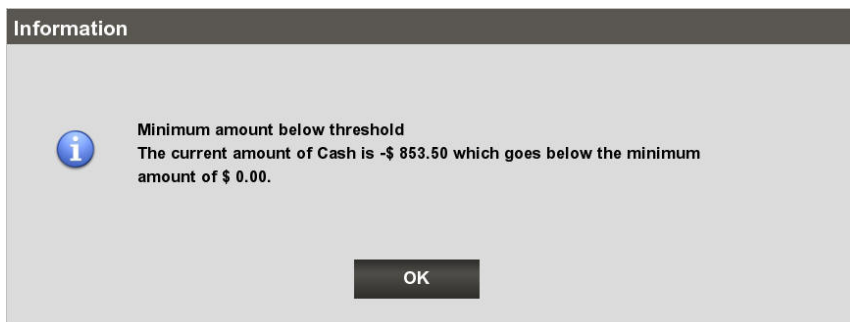 Information
Minimum amount below threshold
The current amount of Cash is -$ 853.50 which goes below the minimum
amount of $ 0.00.
OK